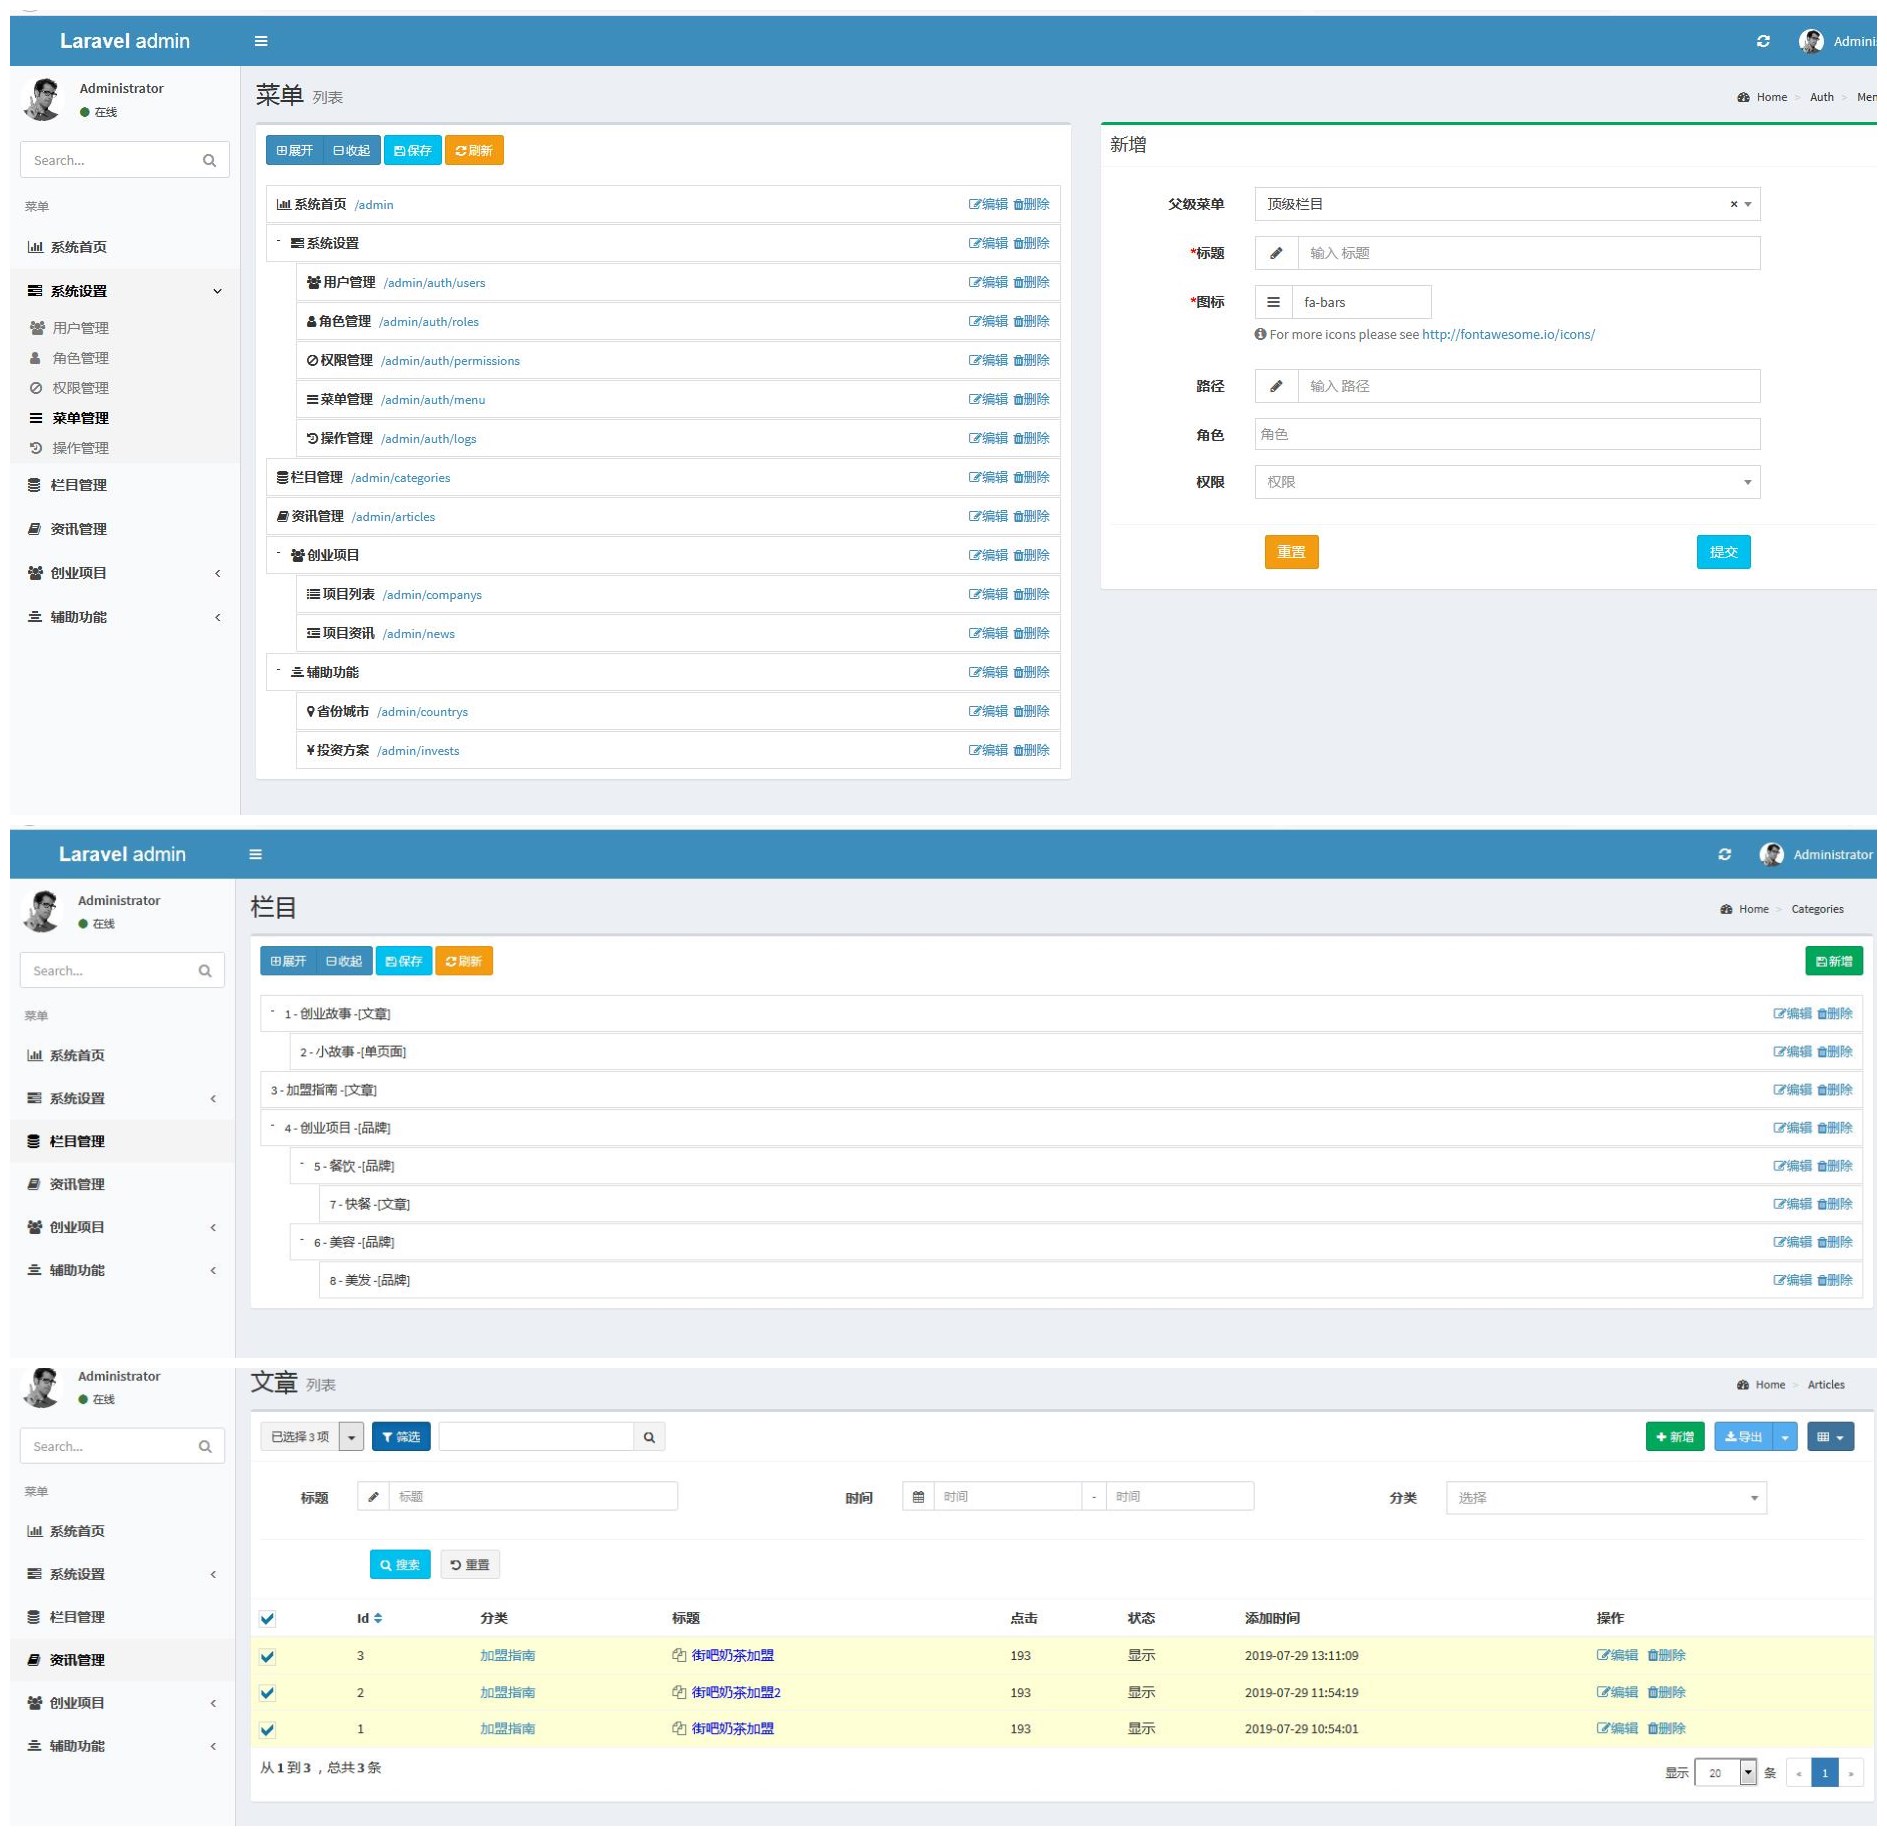 Laravel admin
Admini
Administrator
在线
Search...
菜单
系统首页
系统设置
用户管理
角色管理
权限管理
菜单管理
操作管理
栏目管理
资讯管理
创业项目
辅助功能
菜单 列表
Home > Auth > Men
展开 收起 保存 刷新
系统首页 /admin 编辑 删除
系统设置 编辑 删除
用户管理 /admin/auth/users 编辑 删除
角色管理 /admin/auth/roles 编辑 删除
权限管理 /admin/auth/permissions 编辑 删除
菜单管理 /admin/auth/menu 编辑 删除
操作管理 /admin/auth/logs 编辑 删除
栏目管理 /admin/categories 编辑 删除
资讯管理 /admin/articles 编辑 删除
创业项目 编辑 删除
项目列表 /admin/companys 编辑 删除
项目资讯 /admin/news 编辑 删除
辅助功能 编辑 删除
省份城市 /admin/countrys 编辑 删除
¥投资方案 /admin/invests 编辑 删除
新增
父级菜单 顶级栏目 ×
*标题 输入 标题
*图标 fa-bars
For more icons please see http://fontawesome.io/icons/
路径 输入 路径
角色 角色
权限 权限
重置 提交
Laravel admin
Administrator
Administrator
在线
Search...
菜单
系统首页
系统设置
栏目管理
资讯管理
创业项目
辅助功能
栏目
Home > Categories
展开 收起 保存 刷新 新增
- 1 - 创业故事 -[文章] 编辑 删除
2 - 小故事 -[单页面] 编辑 删除
3 - 加盟指南 -[文章] 编辑 删除
- 4 - 创业项目 -[品牌] 编辑 删除
- 5 - 餐饮 -[品牌] 编辑 删除
7 - 快餐 -[文章] 编辑 删除
- 6 - 美容 -[品牌] 编辑 删除
8 - 美发 -[品牌] 编辑 删除
Administrator
在线
Search...
菜单
系统首页
系统设置
栏目管理
资讯管理
创业项目
辅助功能
文章 列表
Home > Articles
已选择 3 项 筛选 新增 导出
标题 标题 时间 时间 - 时间 分类 选择
搜索 重置
Id 分类 标题 点击 状态 添加时间 操作
3 加盟指南 街吧奶茶加盟 193 显示 2019-07-29 13:11:09 编辑 删除
2 加盟指南 街吧奶茶加盟2 193 显示 2019-07-29 11:54:19 编辑 删除
1 加盟指南 街吧奶茶加盟 193 显示 2019-07-29 10:54:01 编辑 删除
从 1 到 3 ，总共 3 条
显示 20 条 « 1 »